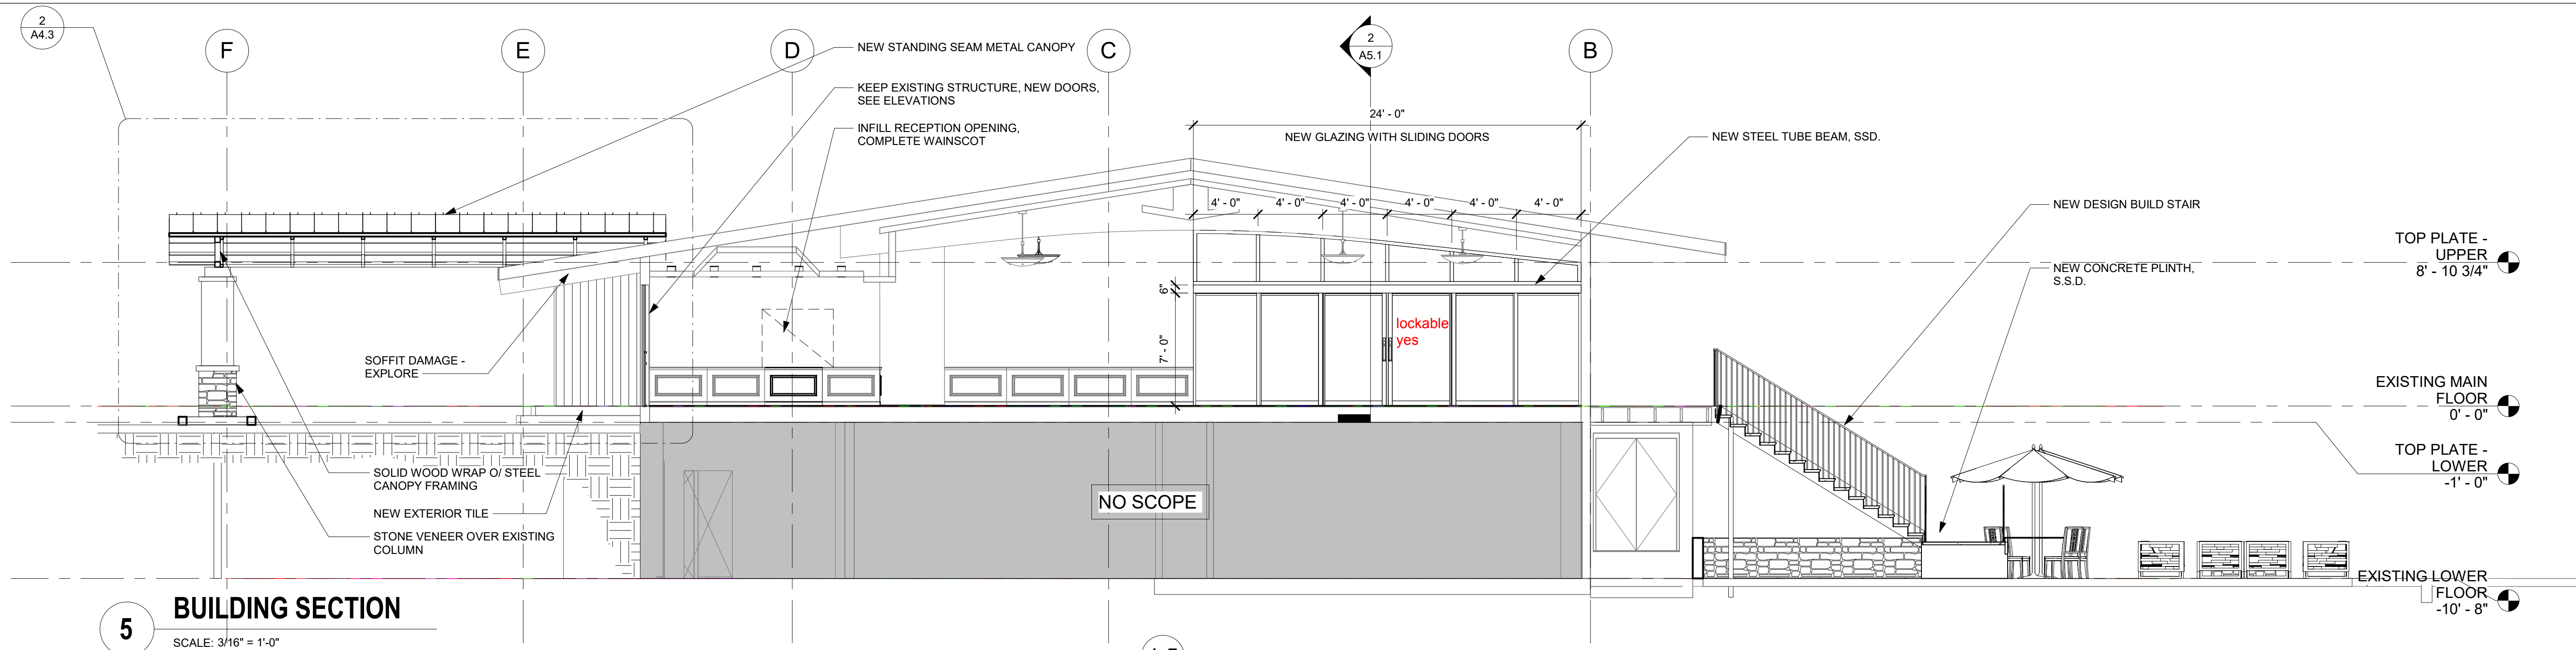 2
A4.3
F
E
D
C
2
A5.1
B
NEW STANDING SEAM METAL CANOPY
KEEP EXISTING STRUCTURE, NEW DOORS,
SEE ELEVATIONS
INFILL RECEPTION OPENING,
COMPLETE WAINSCOT
24' - 0"
NEW GLAZING WITH SLIDING DOORS
NEW STEEL TUBE BEAM, SSD.
4' - 0"
4' - 0"
4' - 0"
4' - 0"
4' - 0"
4' - 0"
NEW DESIGN BUILD STAIR
TOP PLATE -
UPPER
8' - 10 3/4"
NEW CONCRETE PLINTH,
S.S.D.
6"
7' - 0"
lockable
yes
SOFFIT DAMAGE -
EXPLORE
EXISTING MAIN
FLOOR
0' - 0"
TOP PLATE -
LOWER
-1' - 0"
SOLID WOOD WRAP O/ STEEL
CANOPY FRAMING
NEW EXTERIOR TILE
STONE VENEER OVER EXISTING
COLUMN
NO SCOPE
EXISTING LOWER
FLOOR
-10' - 8"
5
BUILDING SECTION
SCALE: 3/16" = 1'-0"